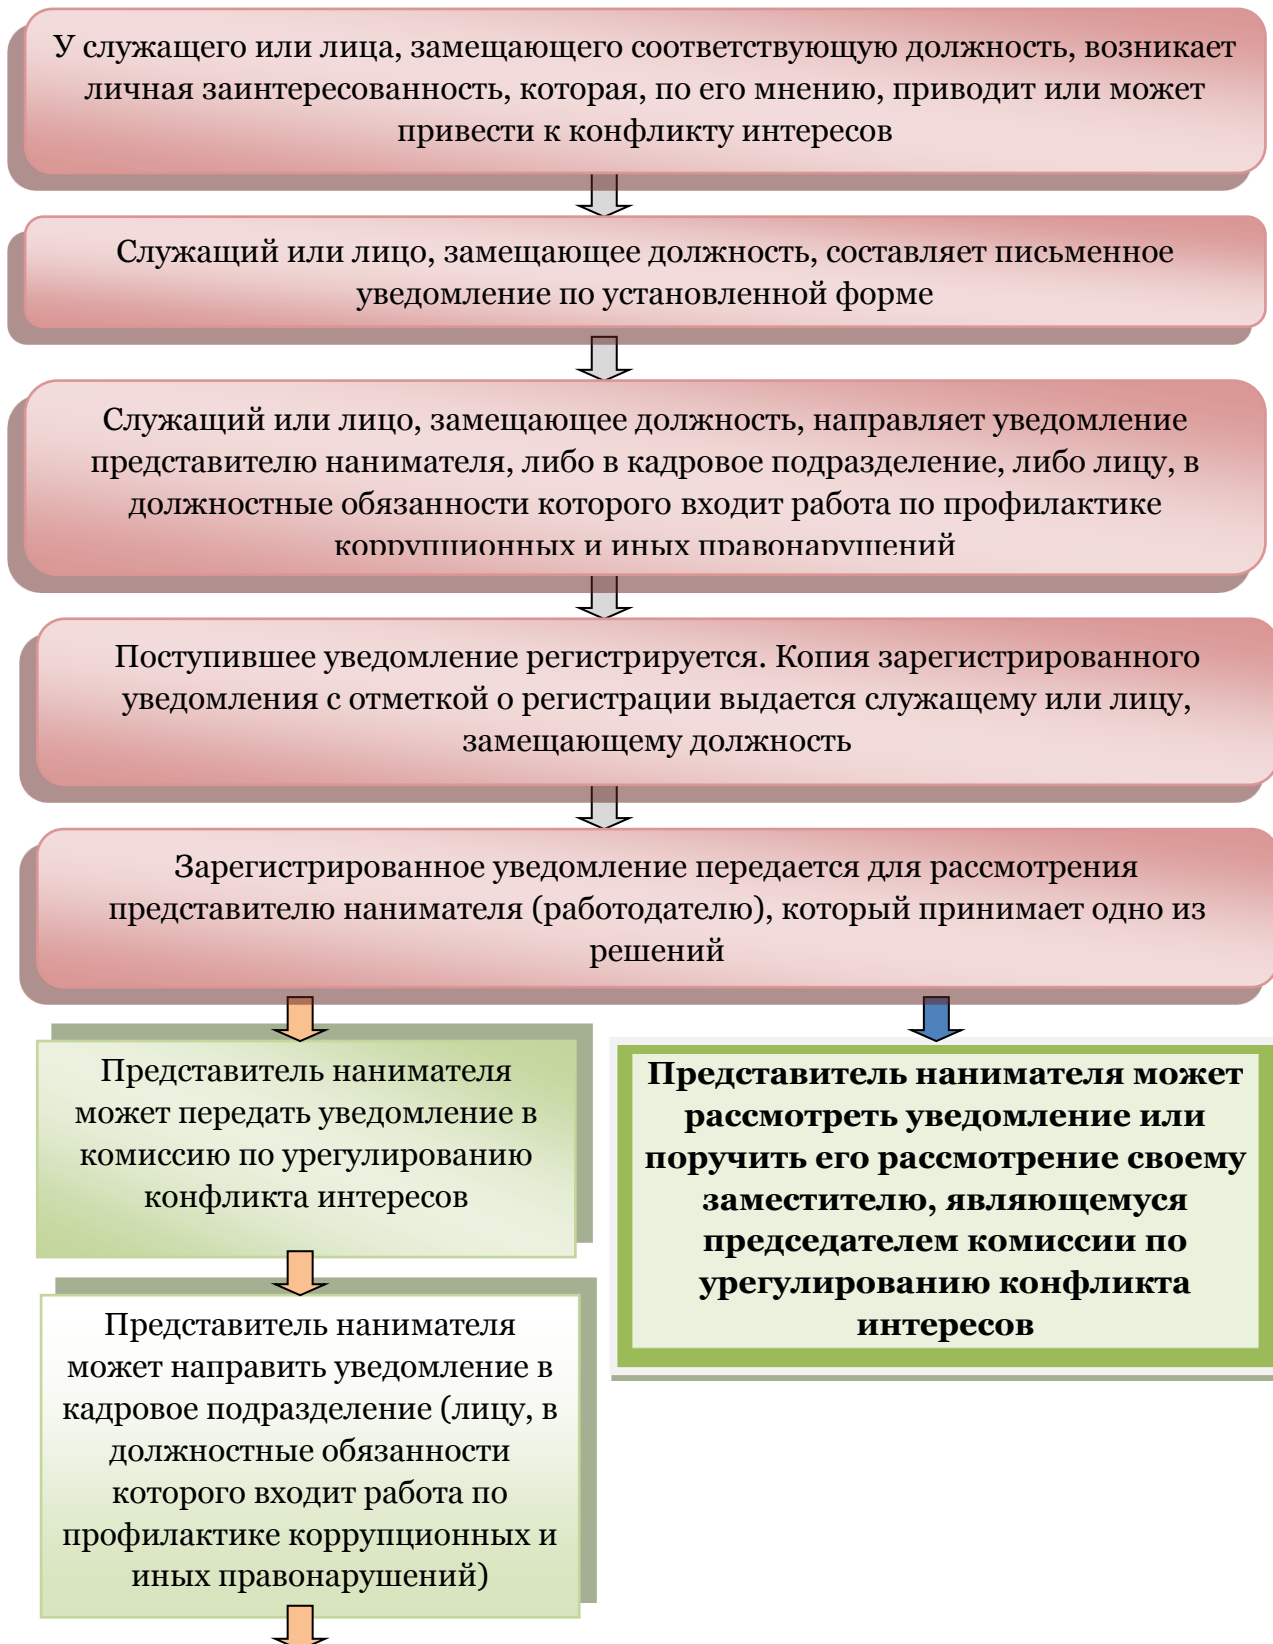 У служащего или лица, замещающего соответствующую должность, возникает
личная заинтересованность, которая, по его мнению, приводит или может
привести к конфликту интересов
Служащий или лицо, замещающее должность, составляет письменное
уведомление по установленной форме
Служащий или лицо, замещающее должность, направляет уведомление
представителю нанимателя, либо в кадровое подразделение, либо лицу, в
должностные обязанности которого входит работа по профилактике
коррупционных и иных правонарушений
Поступившее уведомление регистрируется. Копия зарегистрированного
уведомления с отметкой о регистрации выдается служащему или лицу,
замещающему должность
Зарегистрированное уведомление передается для рассмотрения
представителю нанимателя (работодателю), который принимает одно из
решений
Представитель нанимателя
может передать уведомление в
комиссию по урегулированию
конфликта интересов
Представитель нанимателя
может направить уведомление в
кадровое подразделение (лицу, в
должностные обязанности
которого входит работа по
профилактике коррупционных и
иных правонарушений)
Представитель нанимателя может
рассмотреть уведомление или
поручить его рассмотрение своему
заместителю, являющемуся
председателем комиссии по
урегулированию конфликта
интересов